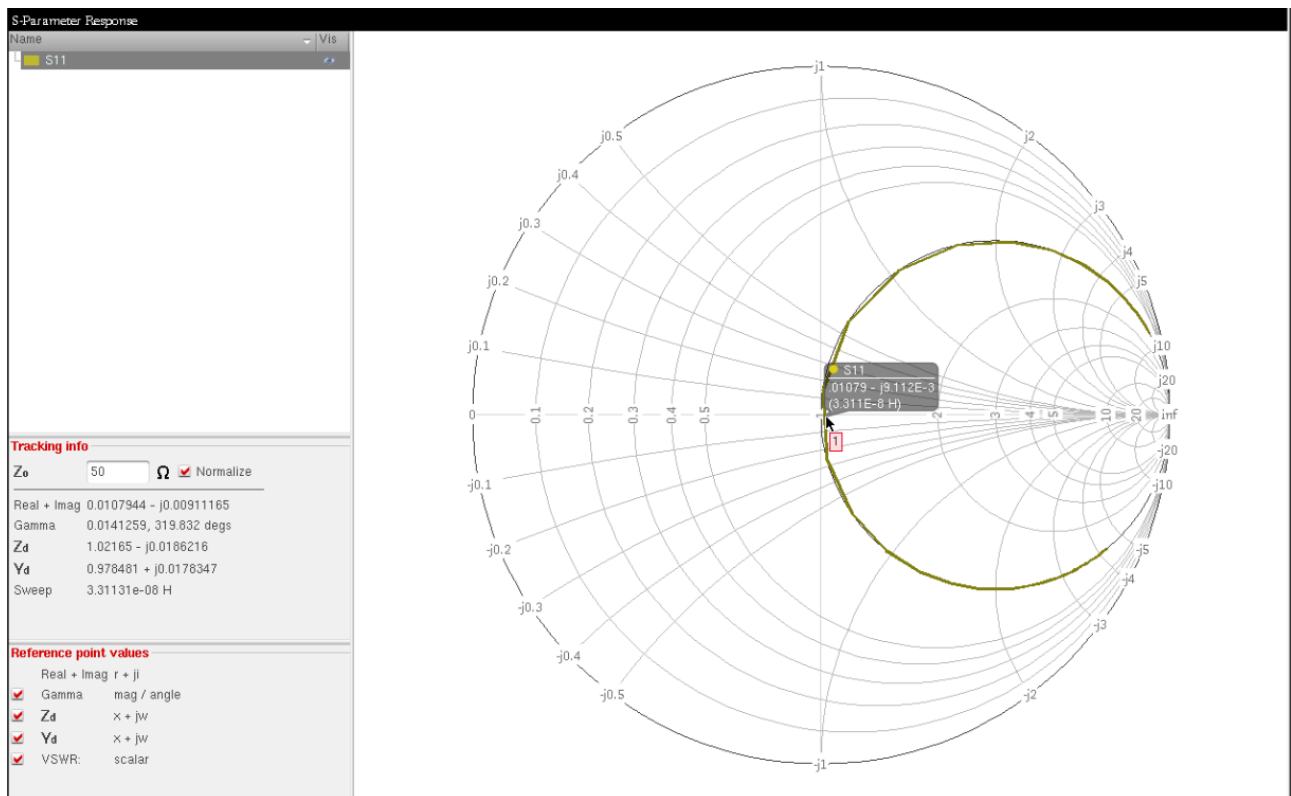 S-Parameter Response
Name Vis
S11
Tracking info
Zo 50 Ω Normalize
Real + Imag 0.0107944 - j0.00911165
Gamma 0.0141259, 319.832 degs
Zd 1.02165 - j0.0186216
Yd 0.978481 + j0.0178347
Sweep 3.31131e-08 H
Reference point values
Real + Imag r + ji
Gamma mag / angle
Zd x + jw
Yd x + jw
VSWR: scalar
j1
j0.5
j2
j0.4
j3
j0.3
j4
j0.2
j5
j0.1
j10
j20
S11
.01079 - j9.112E-3
(3.311E-8 H)
0 0.1 0.2 0.3 0.4 0.5 1 2 3 4 5 10 20 inf
1
-j20
-j0.1
-j10
-j0.2
-j5
-j4
-j0.3
-j3
-j0.4
-j0.5
-j2
-j1